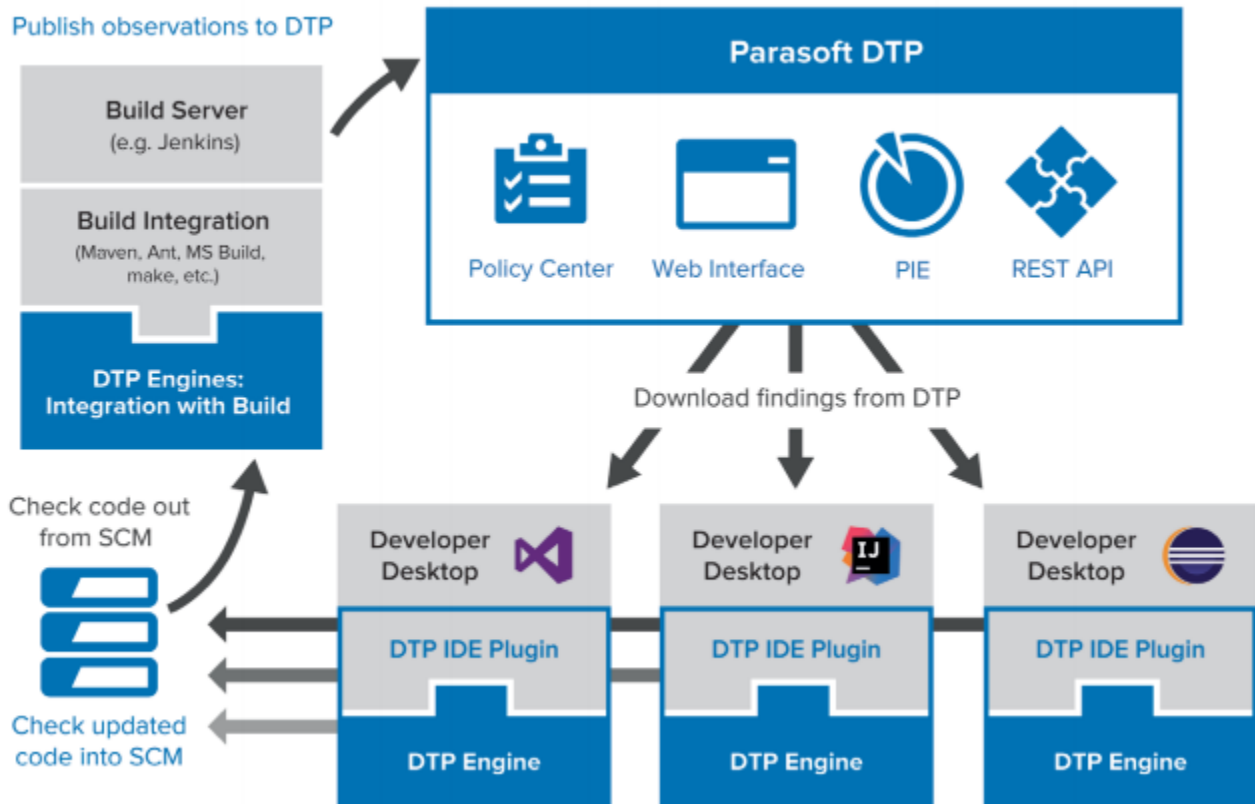 Publish observations to DTP
Build Server
(e.g. Jenkins)
Build Integration
(Maven, Ant, MS Build,
make, etc.)
DTP Engines:
Integration with Build
Parasoft DTP
Policy Center
Web Interface
PIE
REST API
Download findings from DTP
Check code out
from SCM
Check updated
code into SCM
Developer
Desktop
DTP IDE Plugin
DTP Engine
Developer
Desktop
IJ
DTP IDE Plugin
DTP Engine
Developer
Desktop
DTP IDE Plugin
DTP Engine